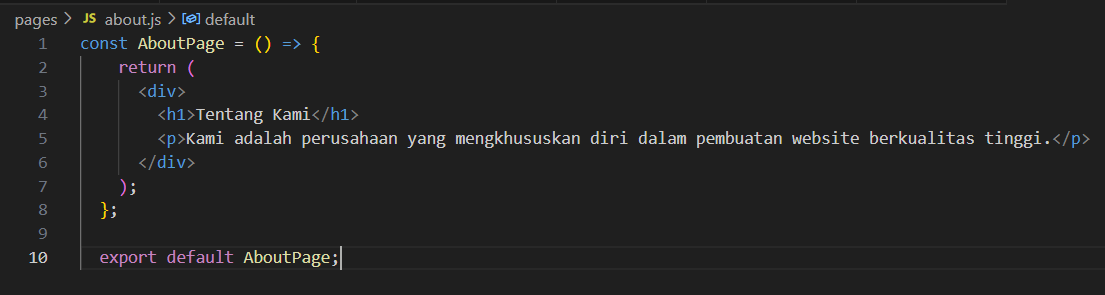 pages > JS about.js > default
1 const AboutPage = () => {
2 return (
3 <div>
4 <h1>Tentang Kami</h1>
5 <p>Kami adalah perusahaan yang mengkhususkan diri dalam pembuatan website berkualitas tinggi.</p>
6 </div>
7 );
8 };
9
10 export default AboutPage;